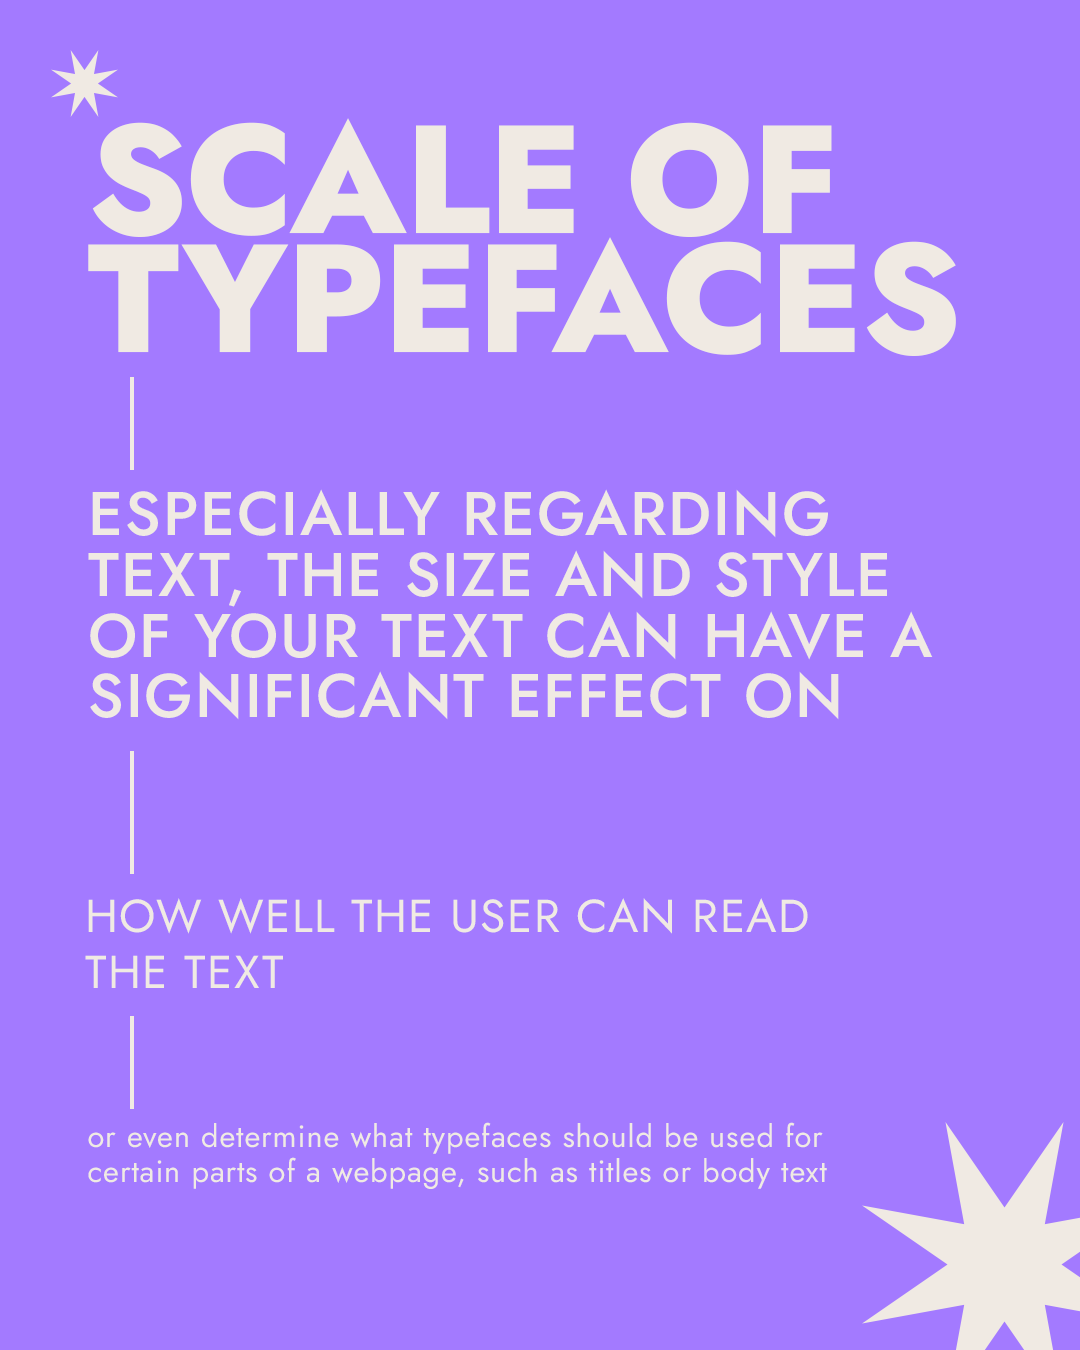 SCALE OF
TYPEFACES
ESPECIALLY REGARDING
TEXT, THE SIZE AND STYLE
OF YOUR TEXT CAN HAVE A
SIGNIFICANT EFFECT ON
HOW WELL THE USER CAN READ
THE TEXT
or even determine what typefaces should be used for
certain parts of a webpage, such as titles or body text